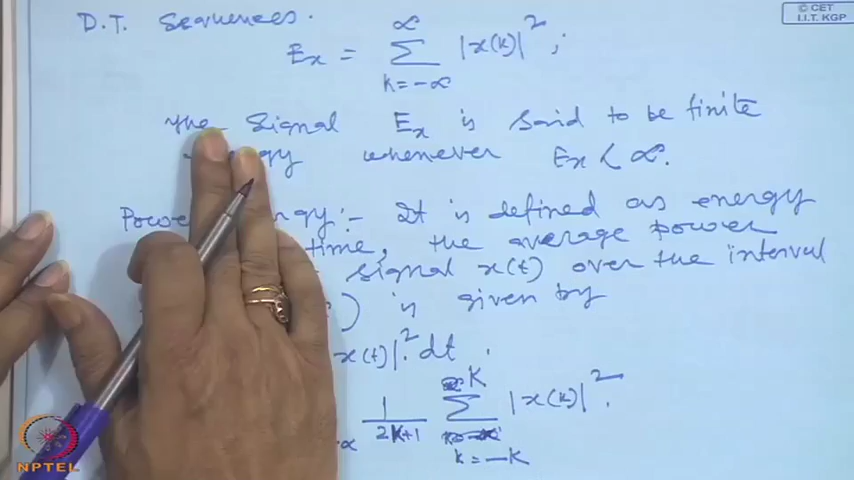 © CET
I.I.T. KGP
D.T. Sequences.
Ex = ∞ Σ k=-∞ |x(k)|²;
The Signal Ex is said to be finite
whenever Ex < ∞.
:- It is defined as energy
time, the average power
signal x(t) over the interval
) is given by
x(t)|². dt.
1/2K+1 K Σ k=-K |x(k)|².
NPTEL